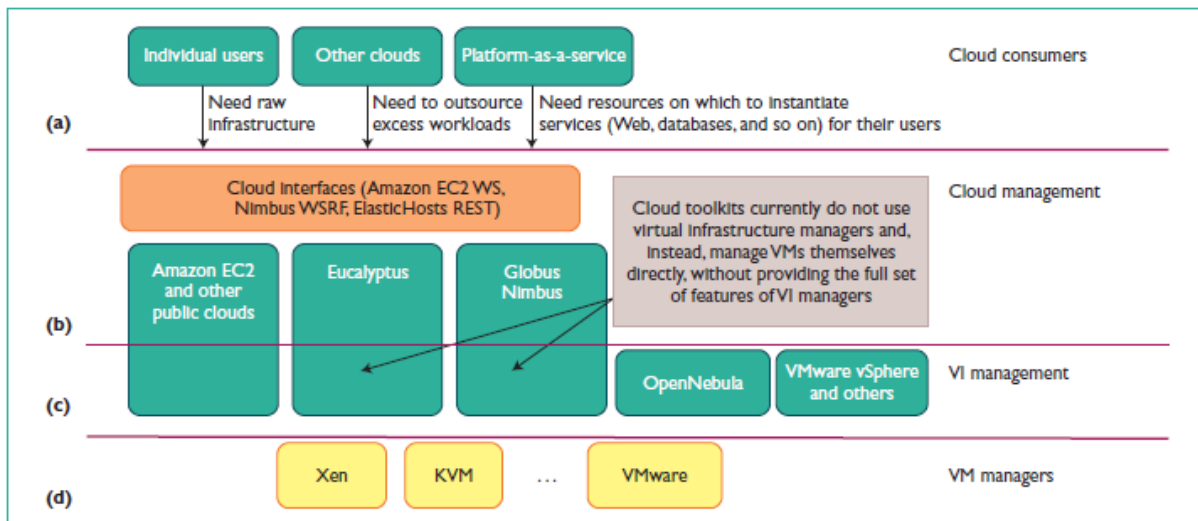 Individual users
Other clouds
Platform-as-a-service
Cloud consumers
Need raw
infrastructure
Need to outsource
excess workloads
Need resources on which to instantiate
services (Web, databases, and so on) for their users
(a)
Cloud interfaces (Amazon EC2 WS,
Nimbus WSRF, ElasticHosts REST)
Cloud toolkits currently do not use
virtual infrastructure managers and,
instead, manage VMs themselves
directly, without providing the full set
of features of VI managers
Cloud management
Amazon EC2
and other
public clouds
Eucalyptus
Globus
Nimbus
(b)
OpenNebula
VMware vSphere
and others
VI management
(c)
Xen
KVM
...
VMware
VM managers
(d)